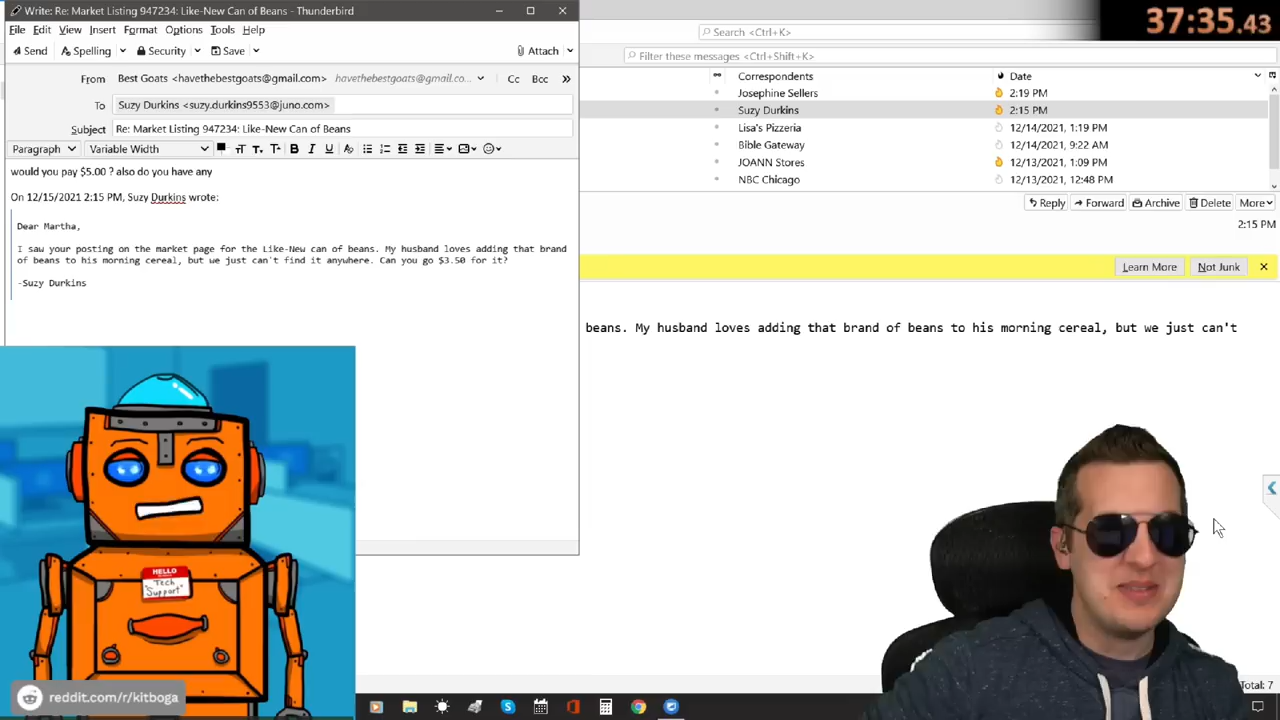 Write: Re: Market Listing 947234: Like-New Can of Beans - Thunderbird
37:35.43
File Edit View Insert Format Options Tools Help
Search <Ctrl+K>
Send Spelling Security Save Attach
Filter these messages <Ctrl+Shift+K>
From Best Goats <havethebestgoats@gmail.com> havethebestgoats@gmail.co... Cc Bcc »
To Suzy Durkins <suzy.durkins9553@juno.com>
Subject Re: Market Listing 947234: Like-New Can of Beans
Paragraph Variable Width
Correspondents Date
Josephine Sellers 2:19 PM
Suzy Durkins 2:15 PM
Lisa's Pizzeria 12/14/2021, 1:19 PM
Bible Gateway 12/14/2021, 9:22 AM
JOANN Stores 12/13/2021, 1:09 PM
NBC Chicago 12/13/2021, 12:48 PM
Reply Forward Archive Delete More
2:15 PM
Learn More Not Junk
would you pay $5.00 ? also do you have any
On 12/15/2021 2:15 PM, Suzy Durkins wrote:
Dear Martha,
I saw your posting on the market page for the Like-New can of beans. My husband loves adding that brand
of beans to his morning cereal, but we just can't find it anywhere. Can you go $3.50 for it?
-Suzy Durkins
beans. My husband loves adding that brand of beans to his morning cereal, but we just can't
HELLO
Tech
"Support"
reddit.com/r/kitboga
Total: 7